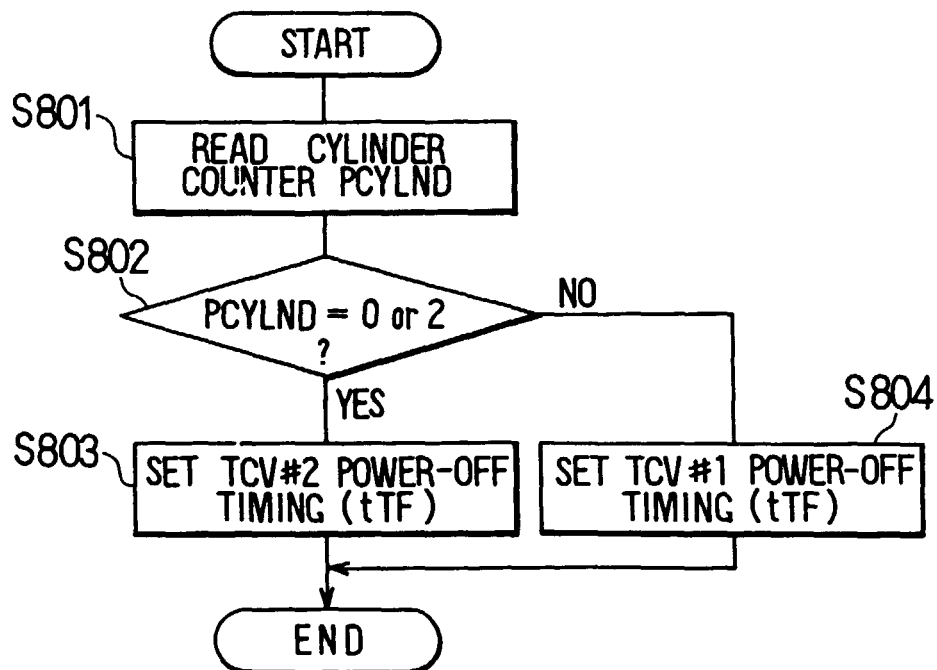 START
S801
READ CYLINDER
COUNTER PCYLND
S802
PCYLND = 0 or 2
?
NO
YES
S803
SET TCV#2 POWER-OFF
TIMING (tTF)
S804
SET TCV#1 POWER-OFF
TIMING (tTF)
END